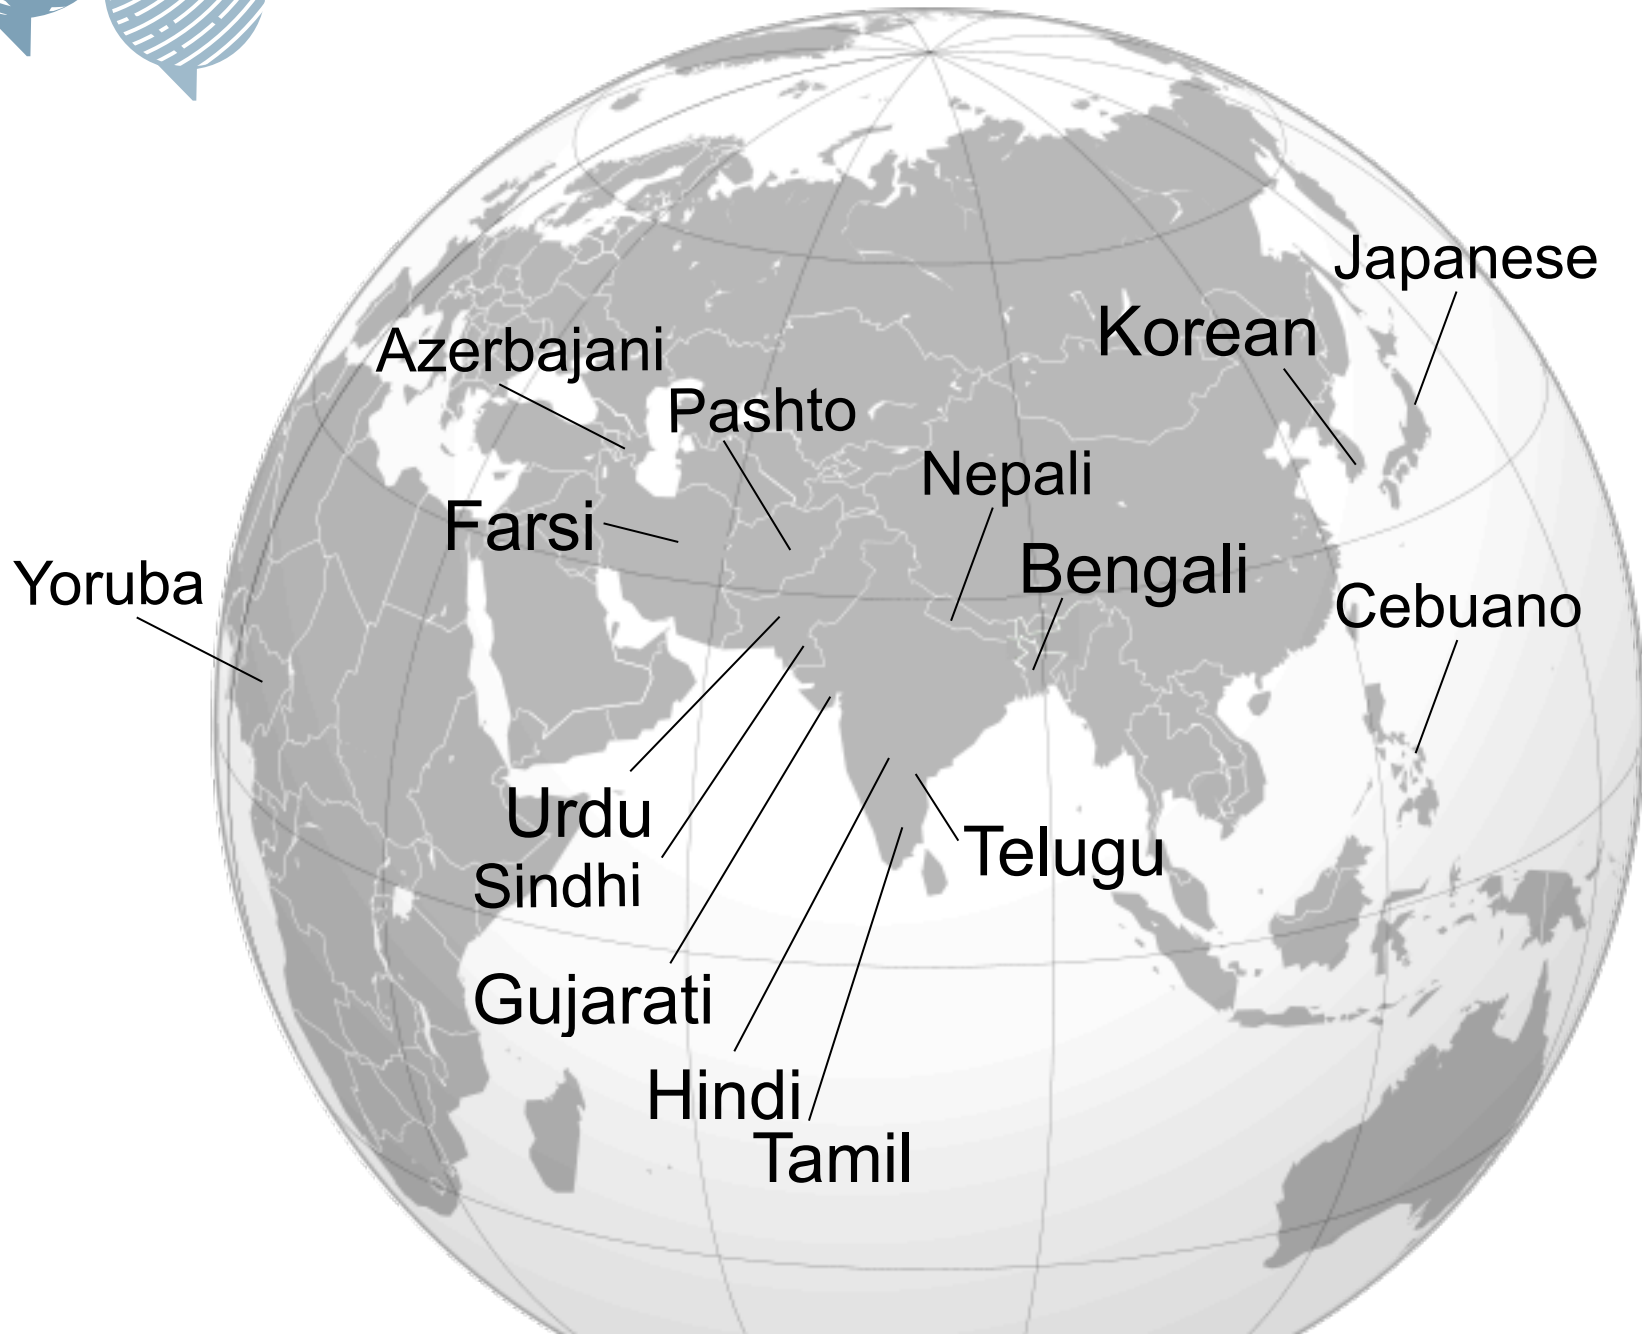 Japanese
Korean
Azerbajani
Pashto
Nepali
Farsi
Bengali
Yoruba
Cebuano
Urdu
Telugu
Sindhi
Gujarati
Hindi
Tamil